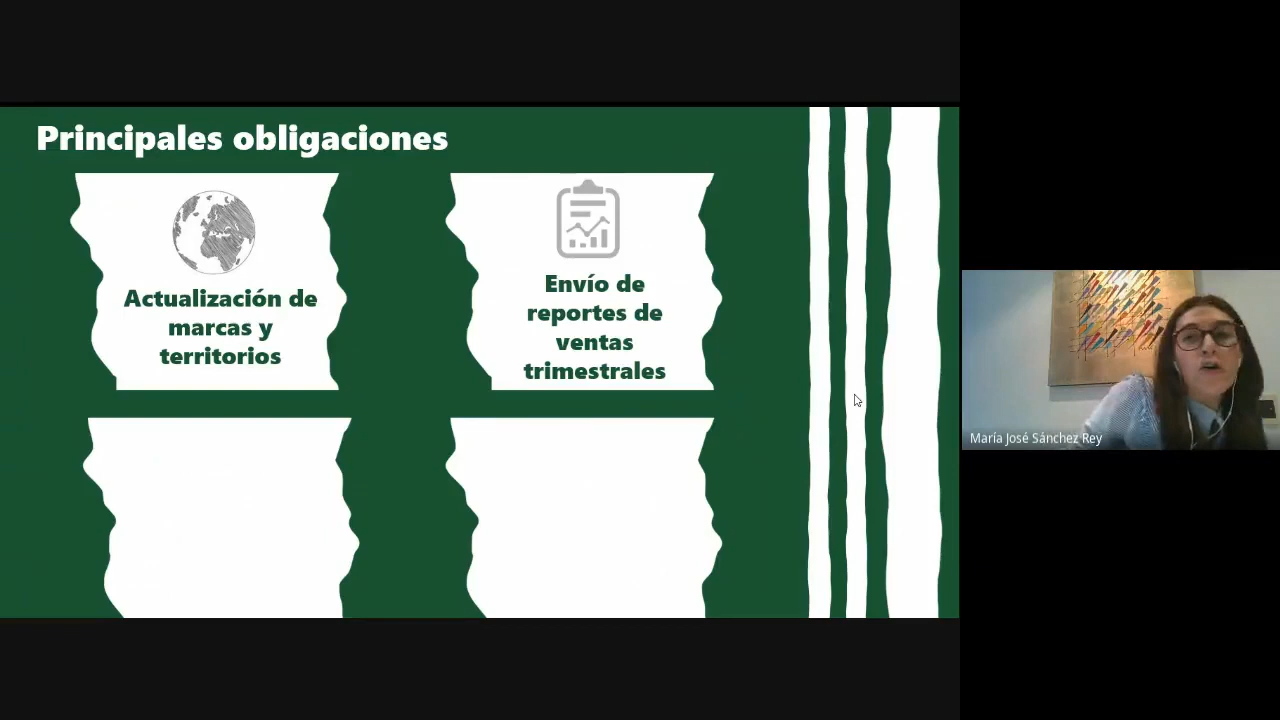 Principales obligaciones
Actualización de
marcas y
territorios
Envío de
reportes de
ventas
trimestrales
María José Sánchez Rey